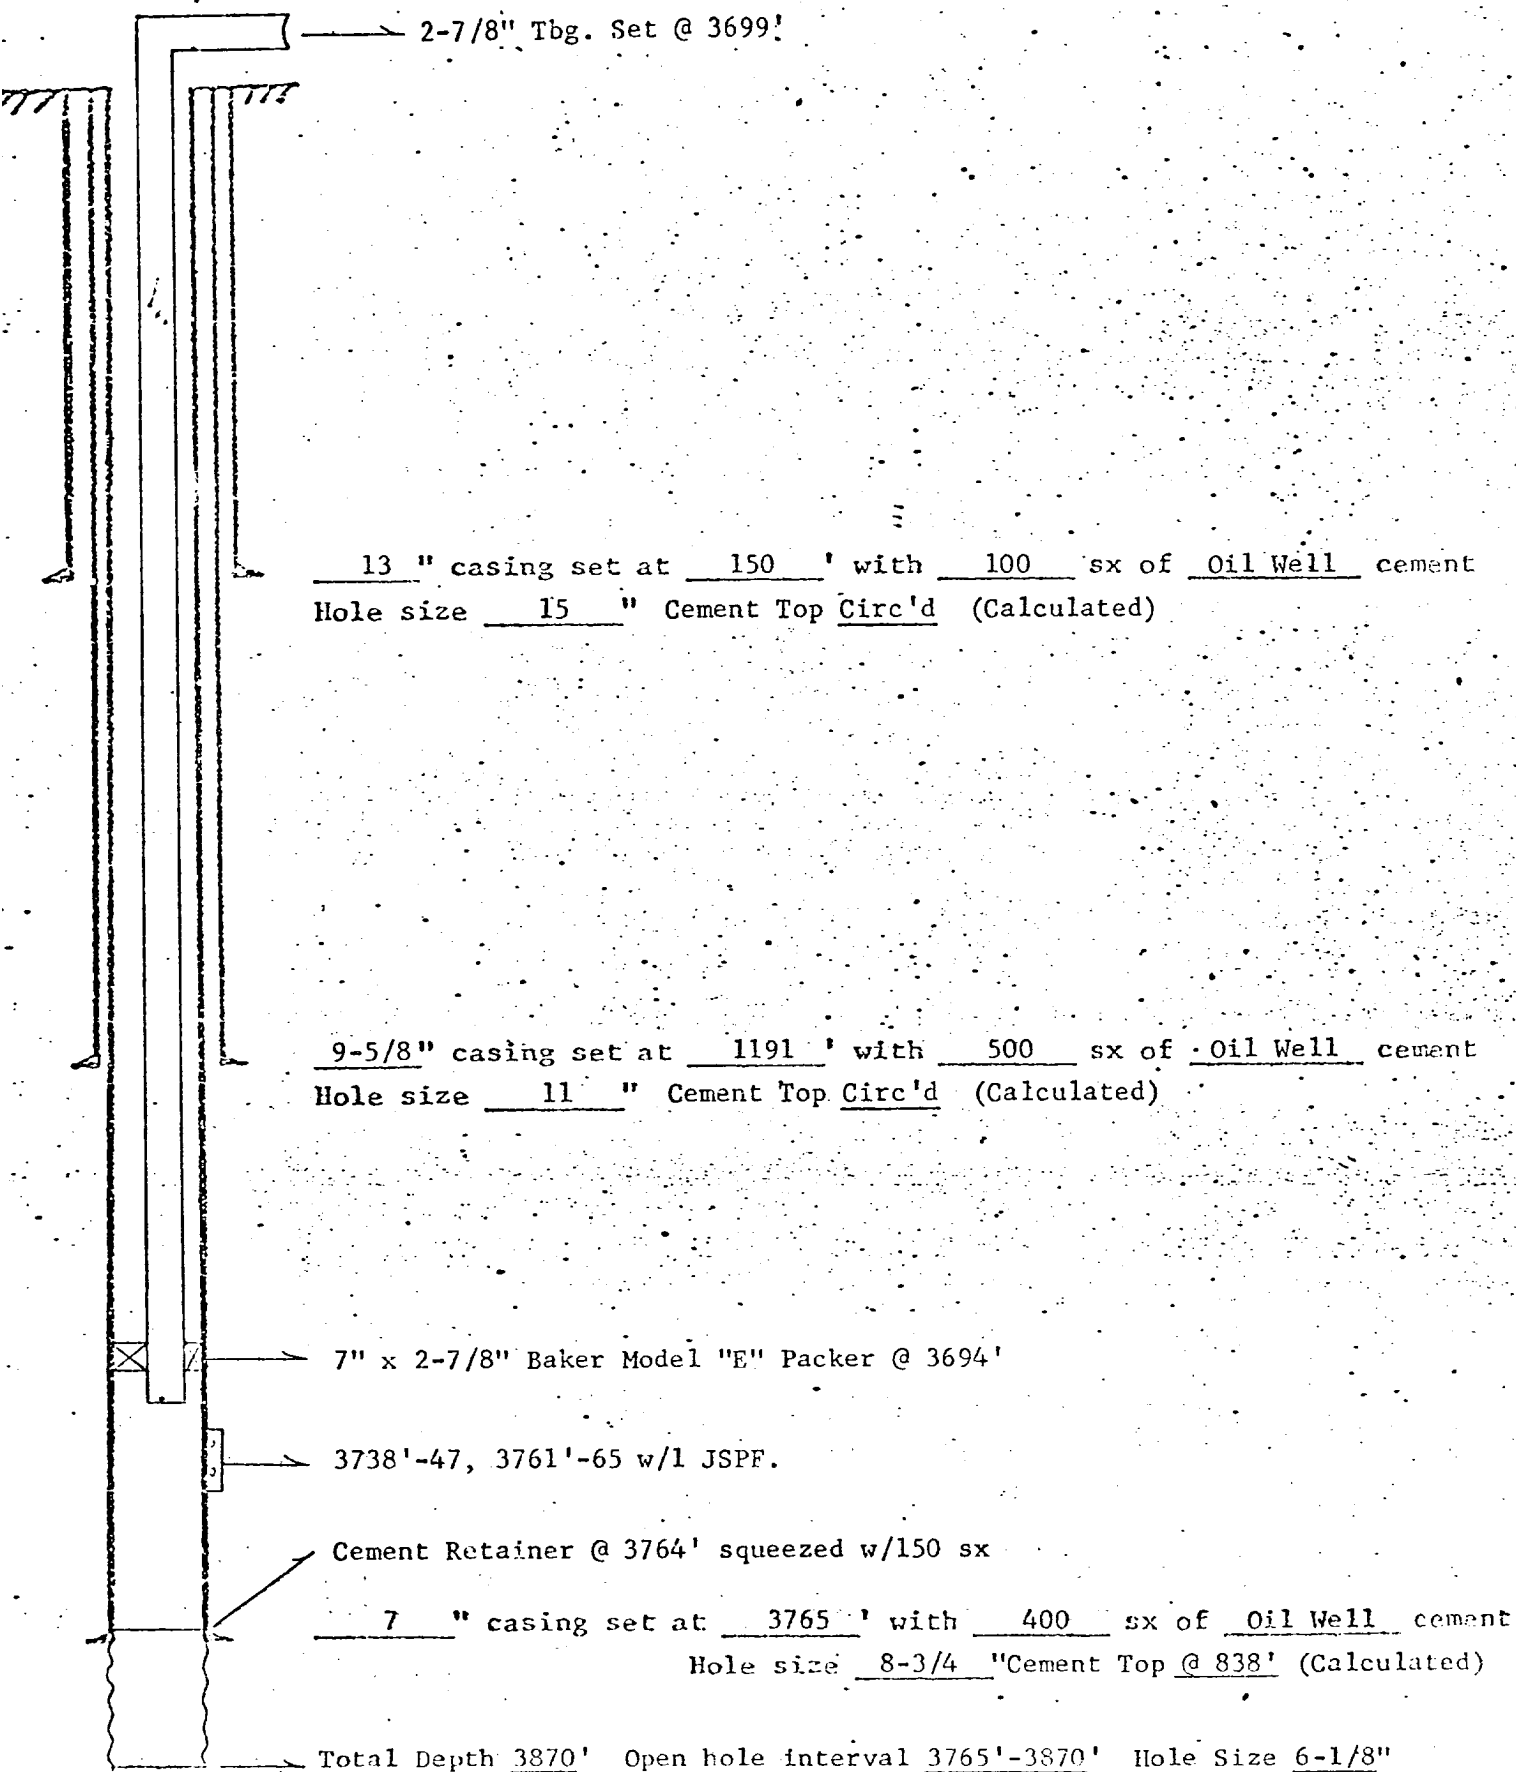 2-7/8" Tbg. Set @ 3699'
13 " casing set at 150 ' with 100 sx of Oil Well cement
Hole size 15 " Cement Top Circ'd (Calculated)
9-5/8" casing set at 1191 ' with 500 sx of Oil Well cement
Hole size 11 " Cement Top Circ'd (Calculated)
7" x 2-7/8" Baker Model "E" Packer @ 3694'
3738'-47, 3761'-65 w/1 JSPF.
Cement Retainer @ 3764' squeezed w/150 sx
7 " casing set at 3765 ' with 400 sx of Oil Well cement
Hole size 8-3/4 "Cement Top @ 838' (Calculated)
Total Depth 3870' Open hole interval 3765'-3870' Hole Size 6-1/8"